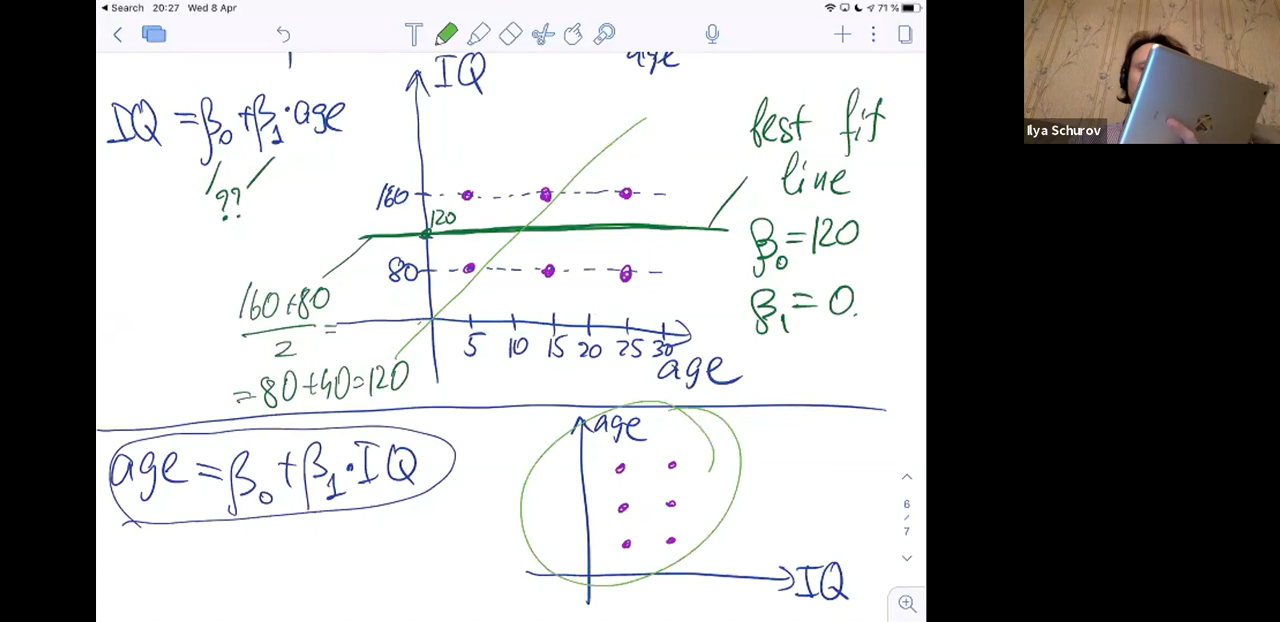 Search 20:27 Wed 8 Apr
71 %
T
IQ
age
IQ = β₀ + β₁ · age
??
160
120
80
5 10 15 20 25 30
age
best fit
line
β₀ = 120
β₁ = 0.
160+80
2 =
= 80+40=120
age = β₀ + β₁ · IQ
age
IQ
6
/
7
Ilya Schurov